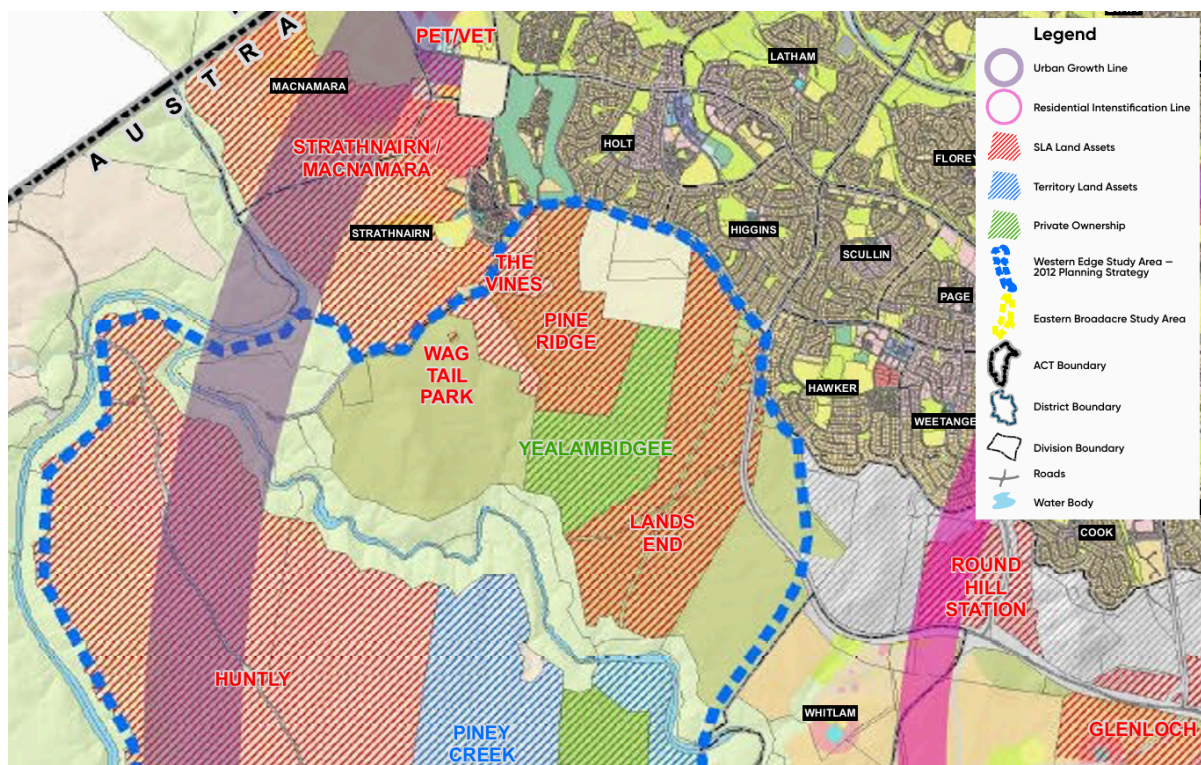 AUSTRA
PET/VET
MACNAMARA
LATHAM
STRATHNAIRN /
MACNAMARA
HOLT
FLOREY
STRATHNAIRN
HIGGINS
SCULLIN
THE
VINES
PAGE
PINE
RIDGE
WAG
TAIL
PARK
HAWKER
WEETANGE
YEALAMBIDGEE
LANDS
END
COOK
ROUND
HILL
STATION
HUNTLY
WHITLAM
PINEY
CREEK
GLENLOCH
Legend
Urban Growth Line
Residential Intenstification Line
SLA Land Assets
Territory Land Assets
Private Ownership
Western Edge Study Area —
2012 Planning Strategy
Eastern Broadacre Study Area
ACT Boundary
District Boundary
Division Boundary
Roads
Water Body